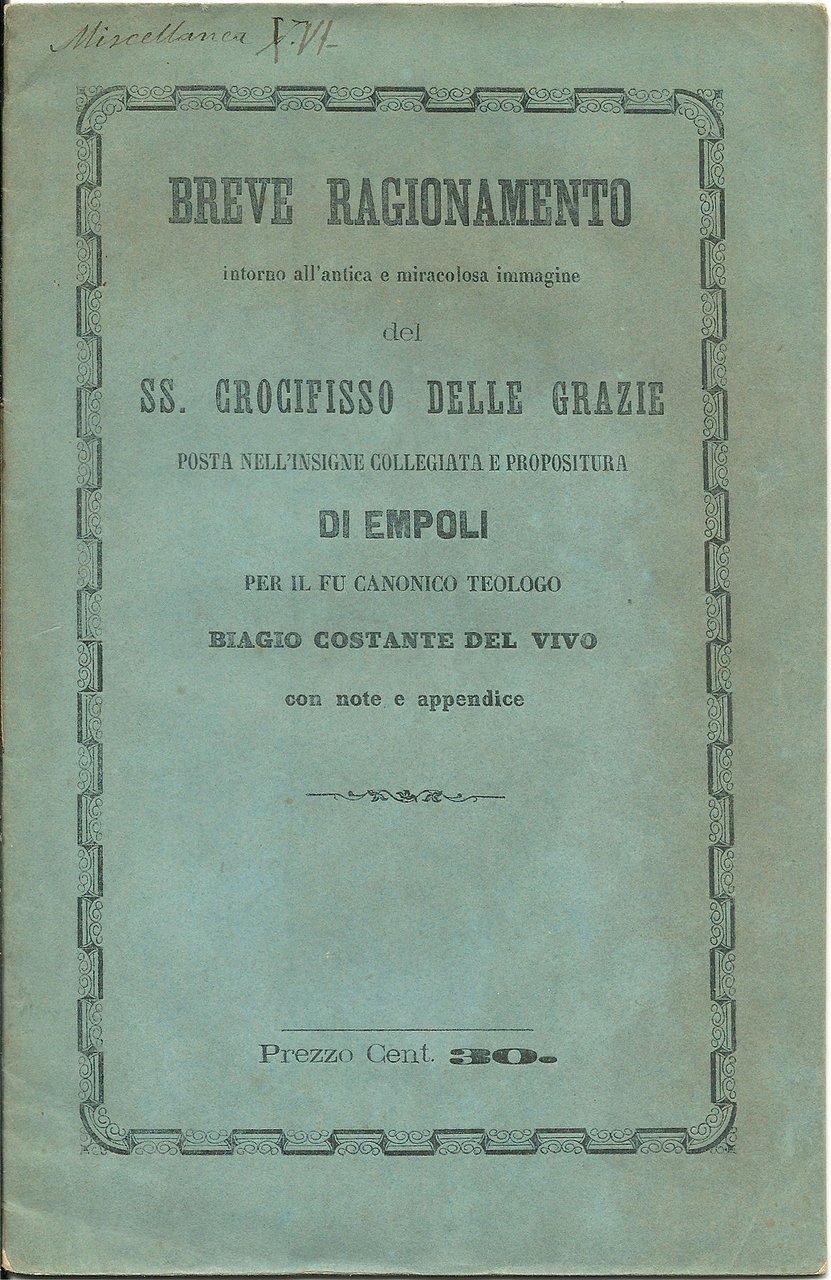 Miscellanea
BREVE RAGIONAMENTO
intorno all'antica e miracolosa immagine
del
SS. CROCIFISSO DELLE GRAZIE
POSTA NELL'INSIGNE COLLEGIATA E PROPOSITURA
DI EMPOLI
PER IL FU CANONICO TEOLOGO
BIAGIO COSTANTE DEL VIVO
con note e appendice
Prezzo Cent. 30.